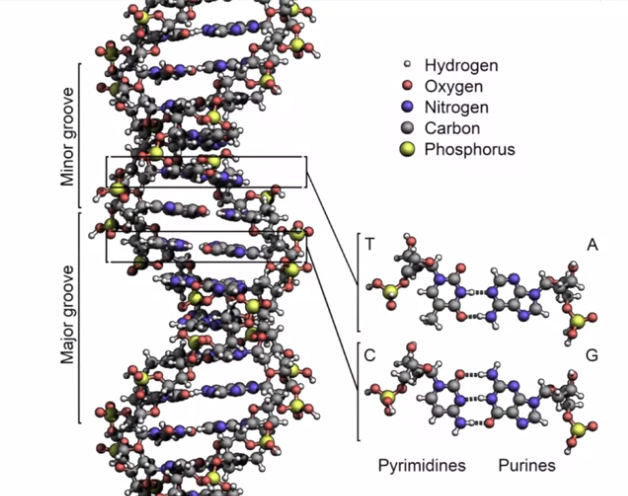 Hydrogen
Oxygen
Nitrogen
Carbon
Phosphorus
Minor groove
Major groove
T
A
C
G
Pyrimidines
Purines